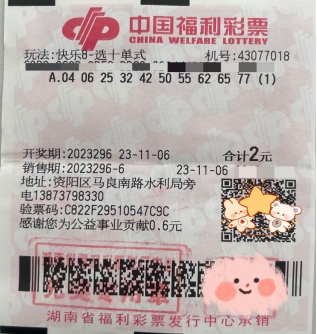 中国福利彩票
CHINA WELFARE LOTTERY
玩法:快乐8-选十单式 机号:43077018
A.04 06 25 32 42 50 55 62 65 77 (1)
开奖期:2023296 23-11-06 合计2元
销售期:2023296-6 23-11-06
地址:资阳区马良南路水利局旁
电13873798330
验票码:C822F29510547C9C
感谢您为公益事业贡献0.6元
湖南省福利彩票发行中心承销